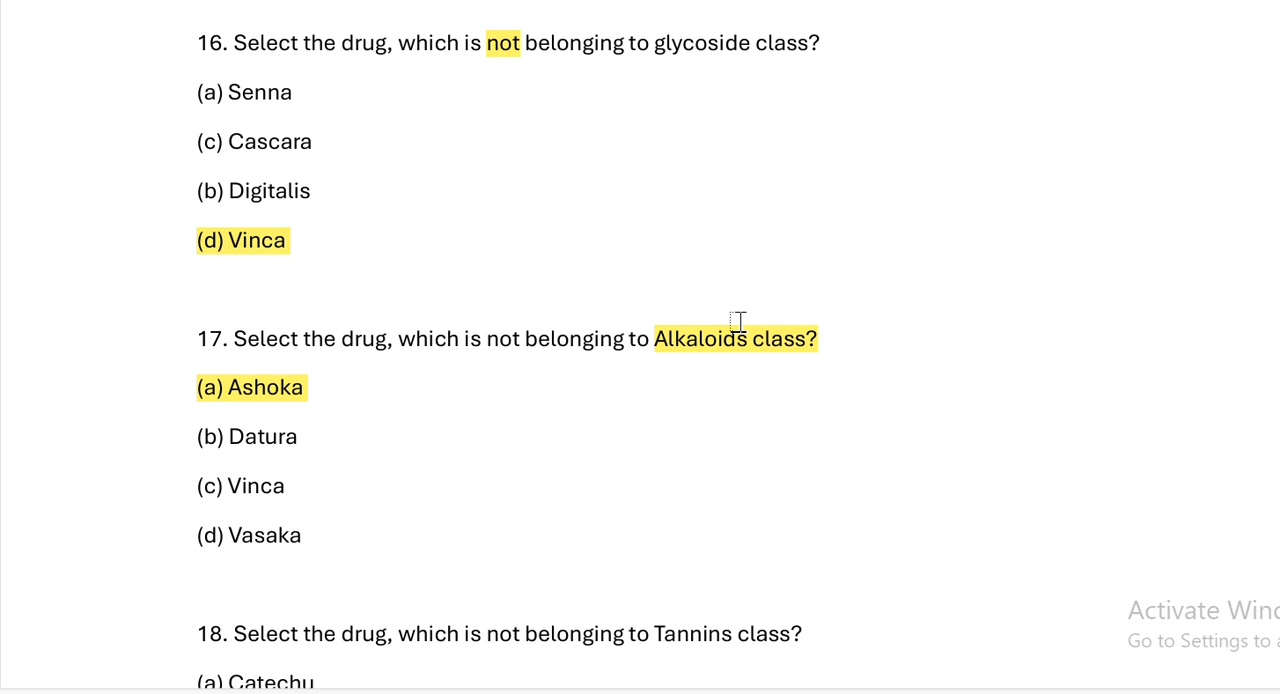 16. Select the drug, which is not belonging to glycoside class?
(a) Senna
(c) Cascara
(b) Digitalis
(d) Vinca
17. Select the drug, which is not belonging to Alkaloids class?
(a) Ashoka
(b) Datura
(c) Vinca
(d) Vasaka
18. Select the drug, which is not belonging to Tannins class?
(a) Catechu
Activate Wind
Go to Settings to a